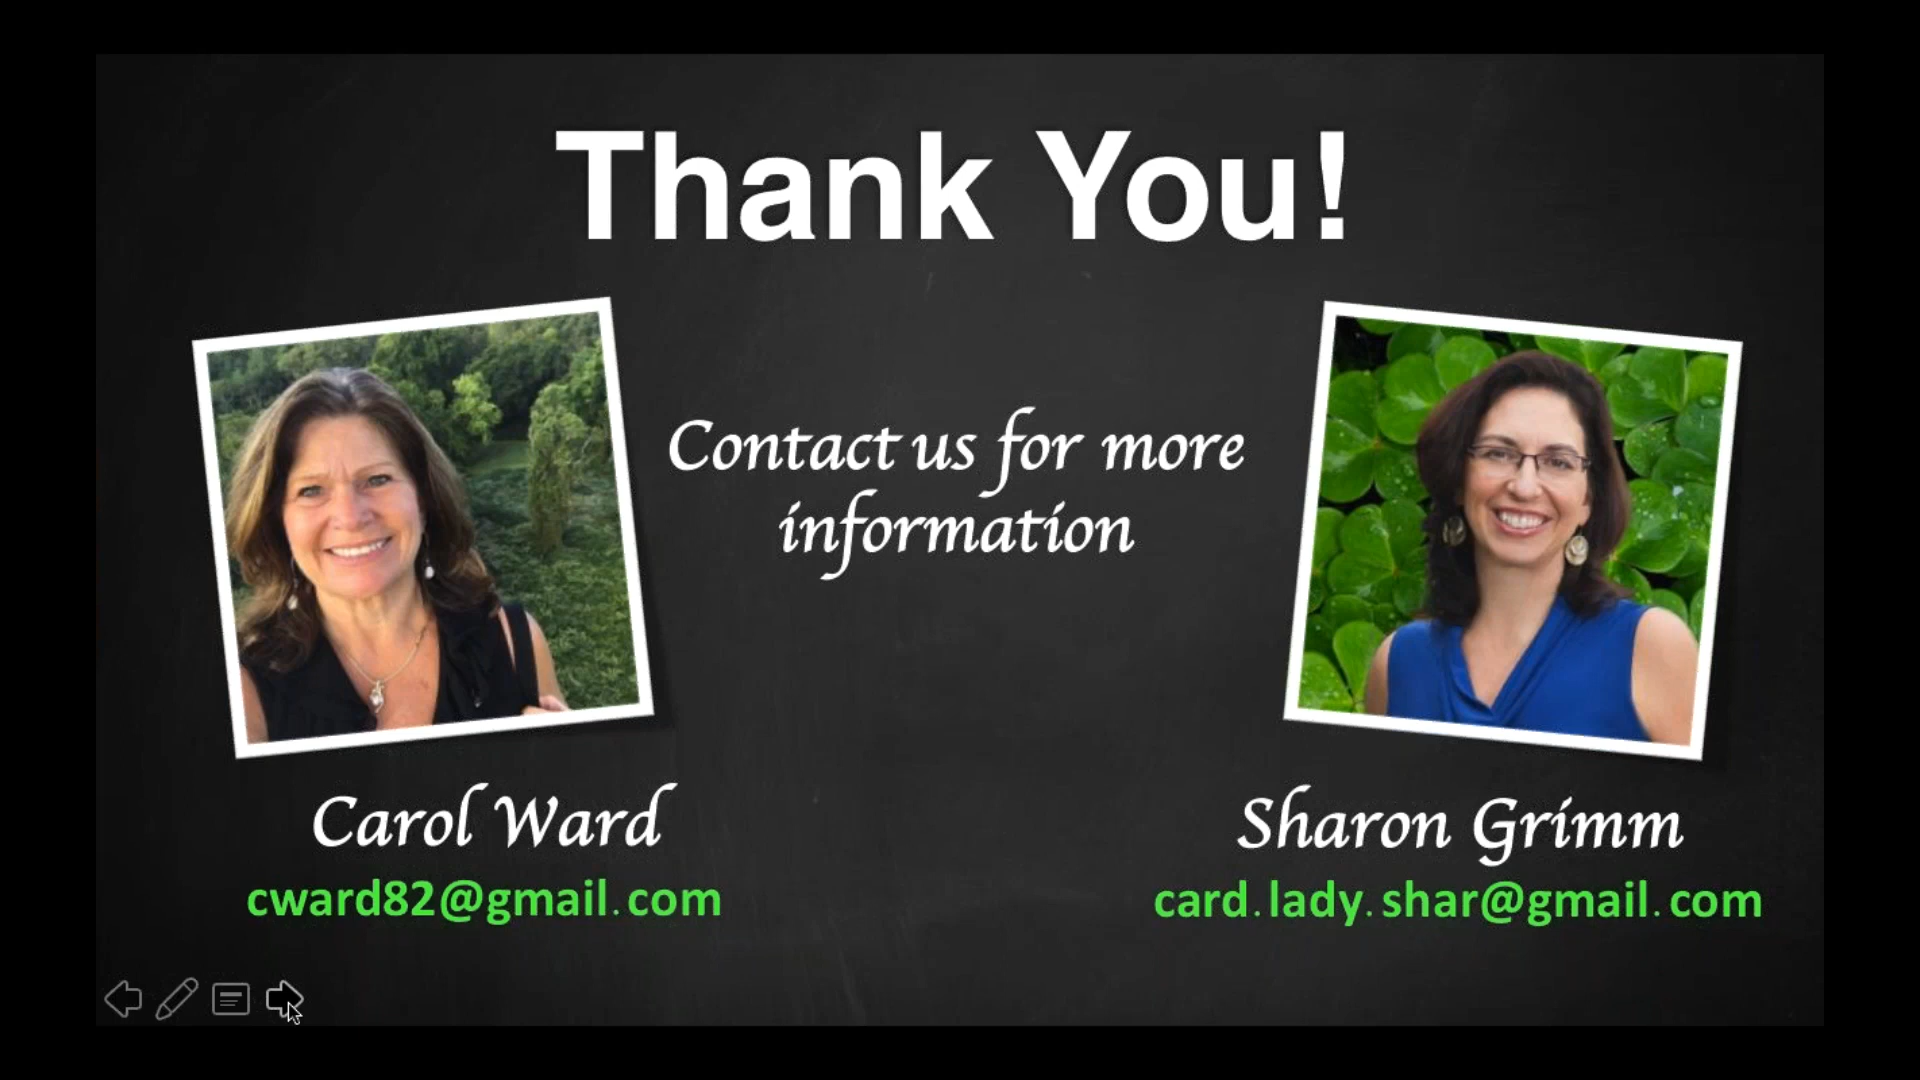 Thank You!
Contact us for more
information
Carol Ward
cward82@gmail.com
Sharon Grimm
card.lady.shar@gmail.com